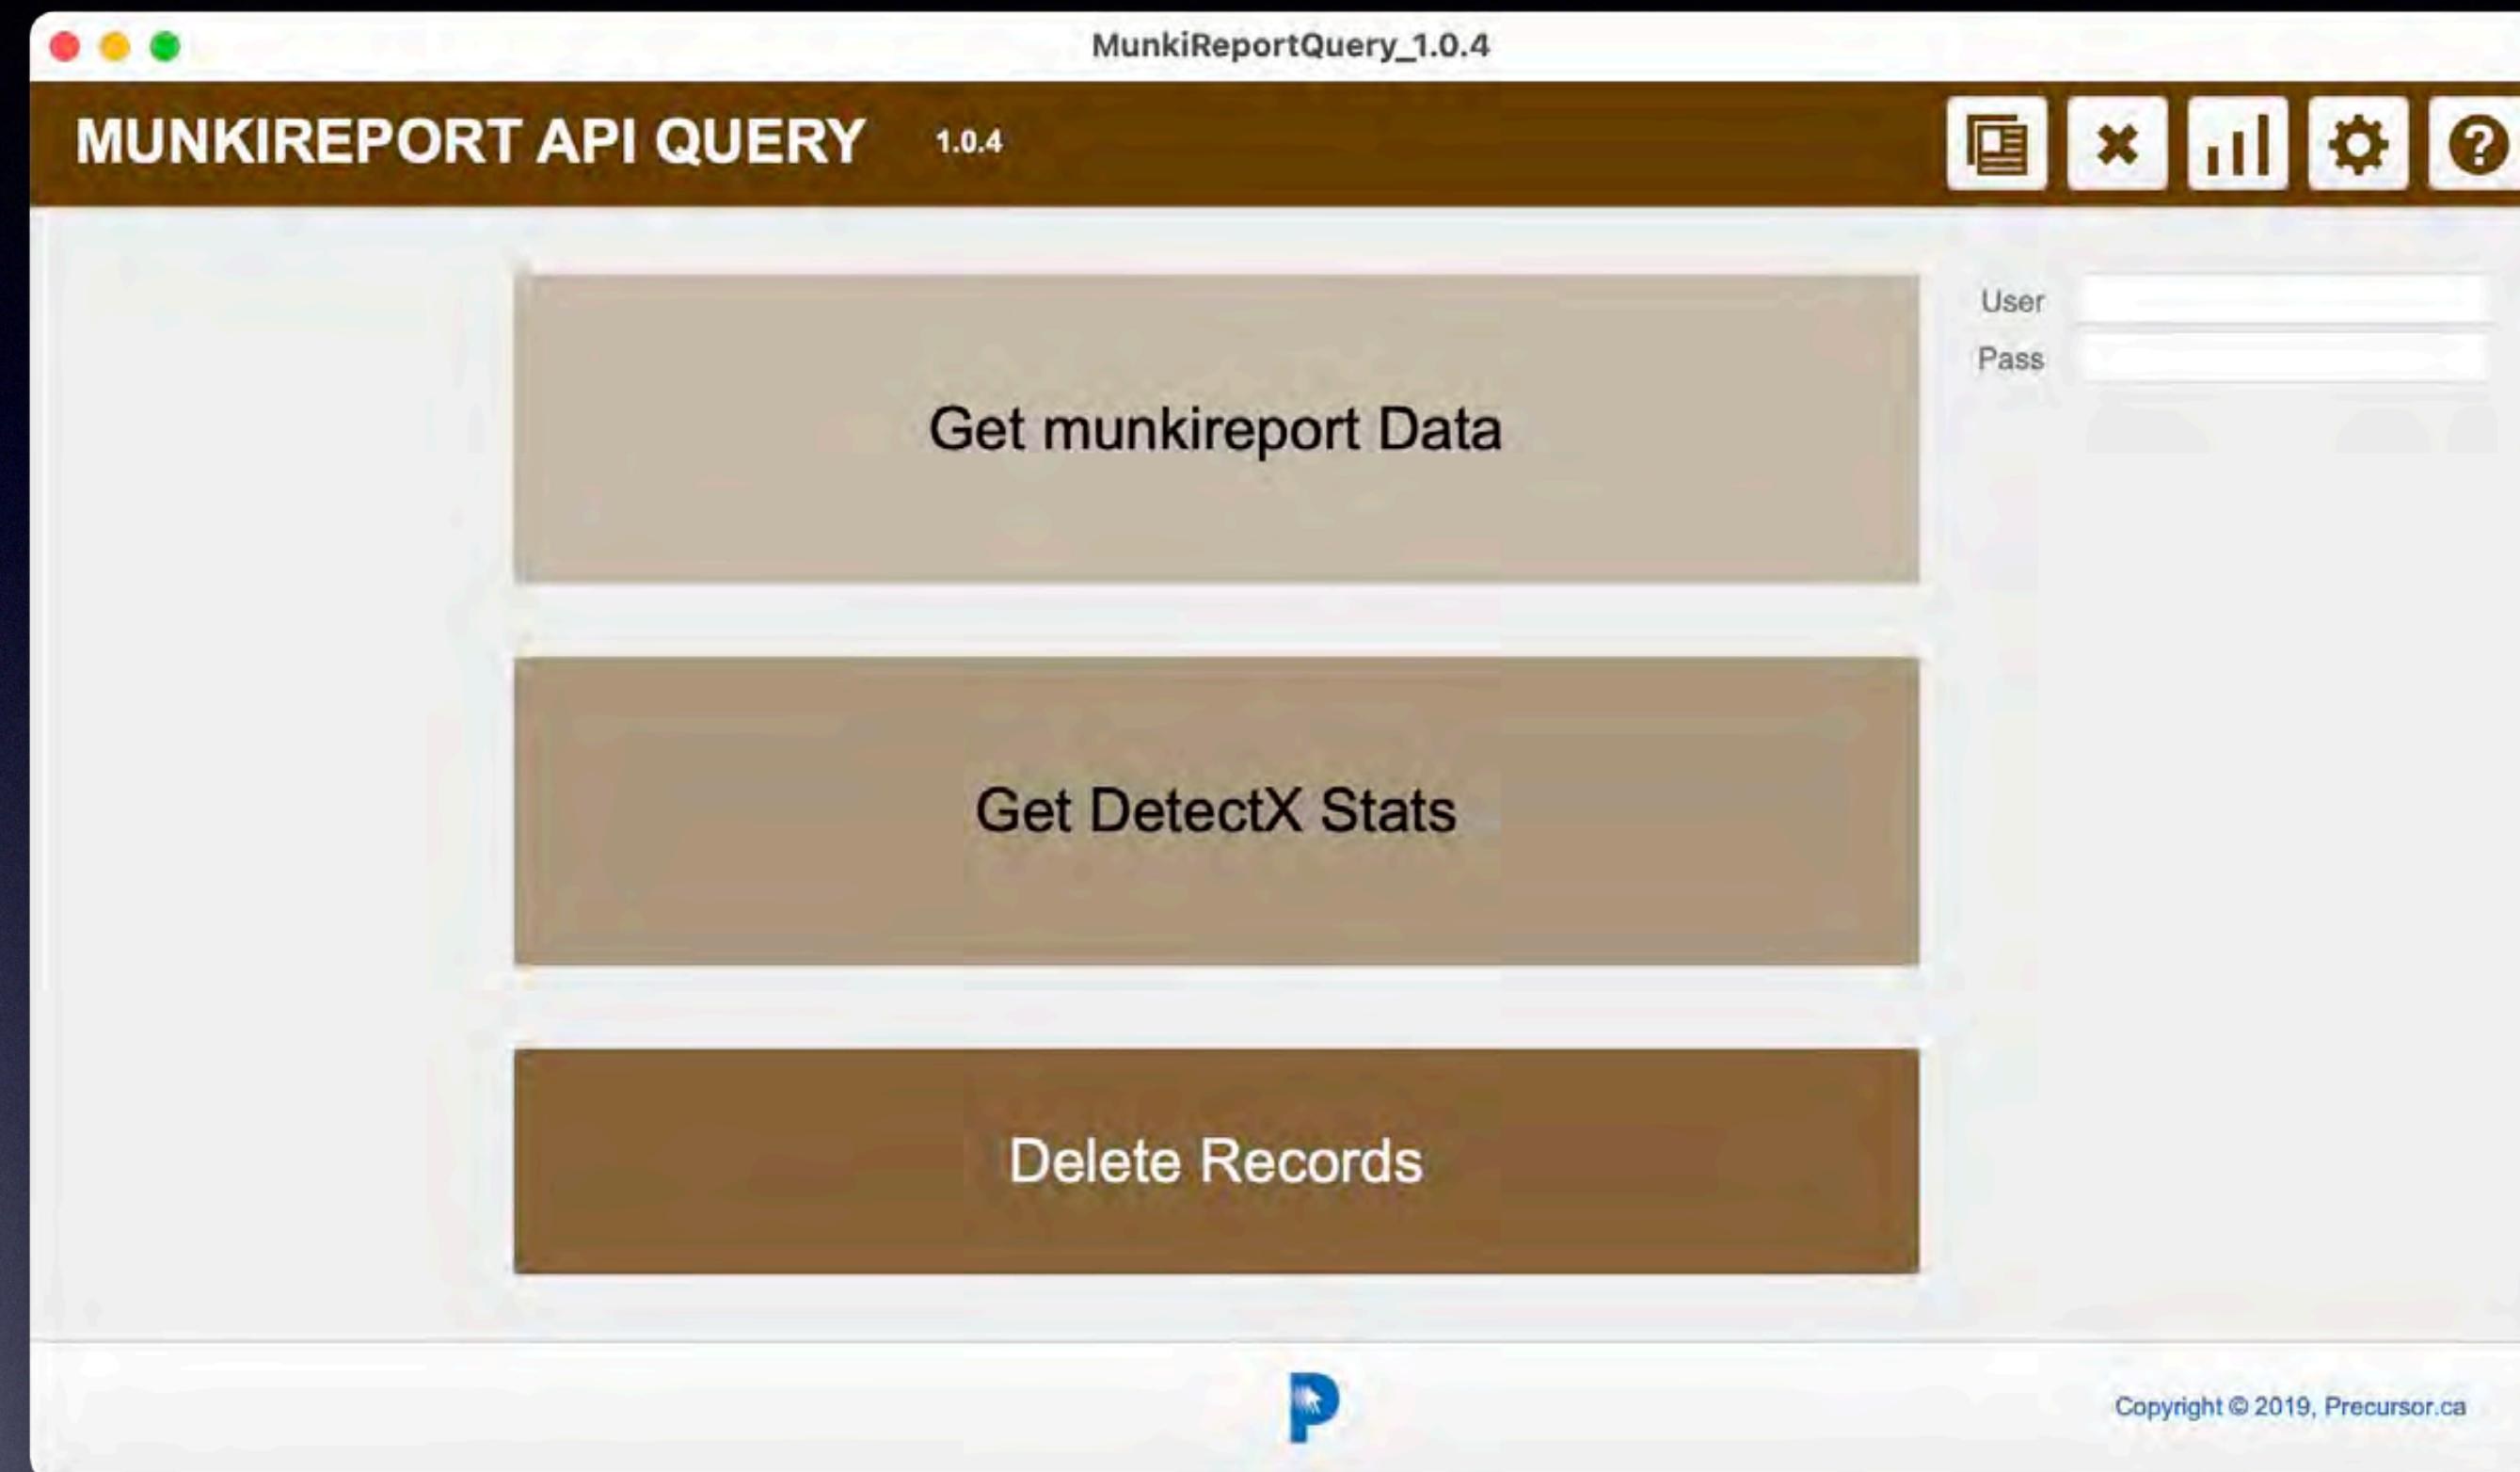 MunkiReportQuery_1.0.4
MUNKIREPORT API QUERY 1.0.4
Get munkireport Data
User
Pass
Get DetectX Stats
Delete Records
Copyright © 2019, Precursor.ca